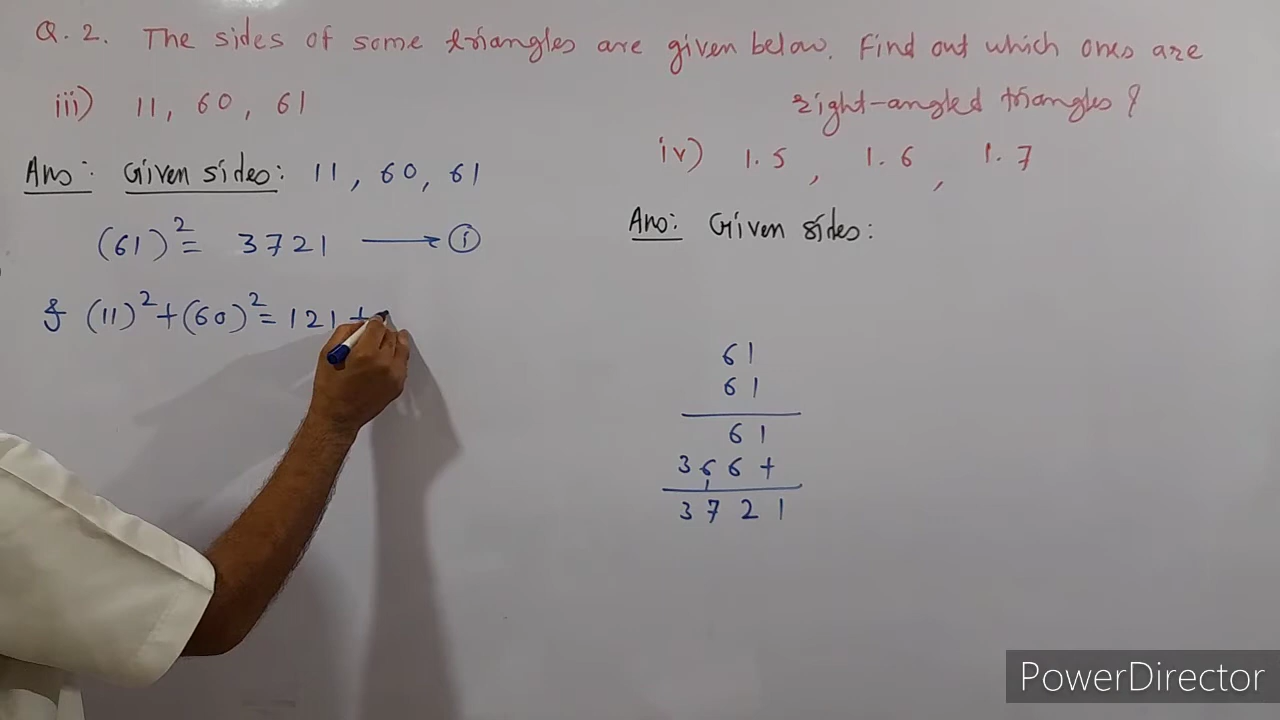 Q. 2. The sides of some triangles are given below. Find out which ones are
right-angled triangles ?
iii) 11, 60, 61
Ans: Given sides: 11, 60, 61
(61)² = 3721 → ①
& (11)² + (60)² = 121 +
iv) 1.5 , 1.6 , 1.7
Ans: Given sides:
61
61
61
366+
1
3721
PowerDirector